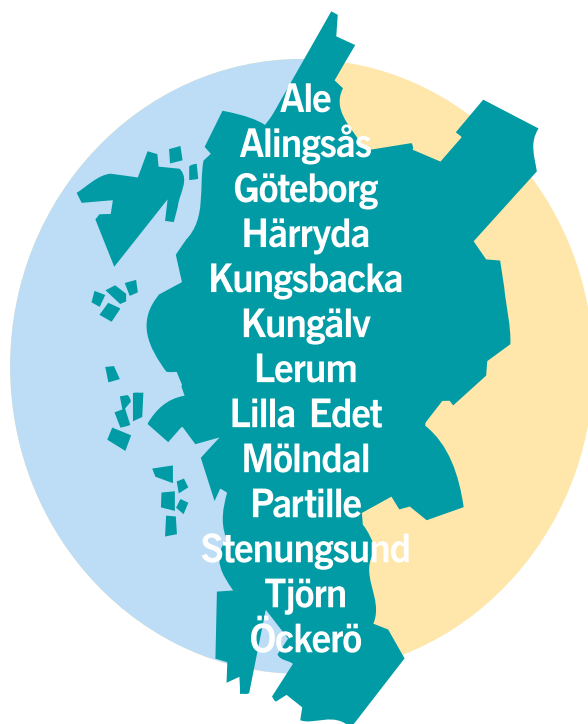 Ale
Alingsås
Göteborg
Härryda
Kungsbacka
Kungälv
Lerum
Lilla Edet
Mölndal
Partille
Stenungsund
Tjörn
Öckerö